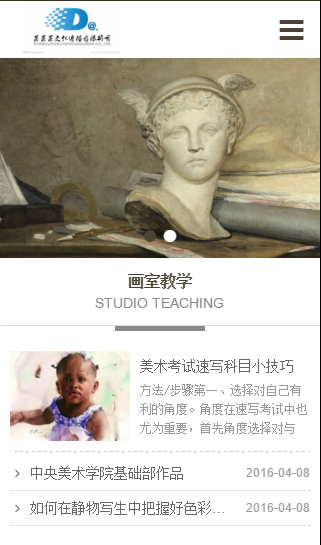 某某某文化传播有限公司
画室教学
STUDIO TEACHING
美术考试速写科目小技巧
方法/步骤第一、选择对自己有
利的角度。角度在速写考试中也
尤为重要，首先角度选择对与
中央美术学院基础部作品 2016-04-08
如何在静物写生中把握好色彩... 2016-04-08